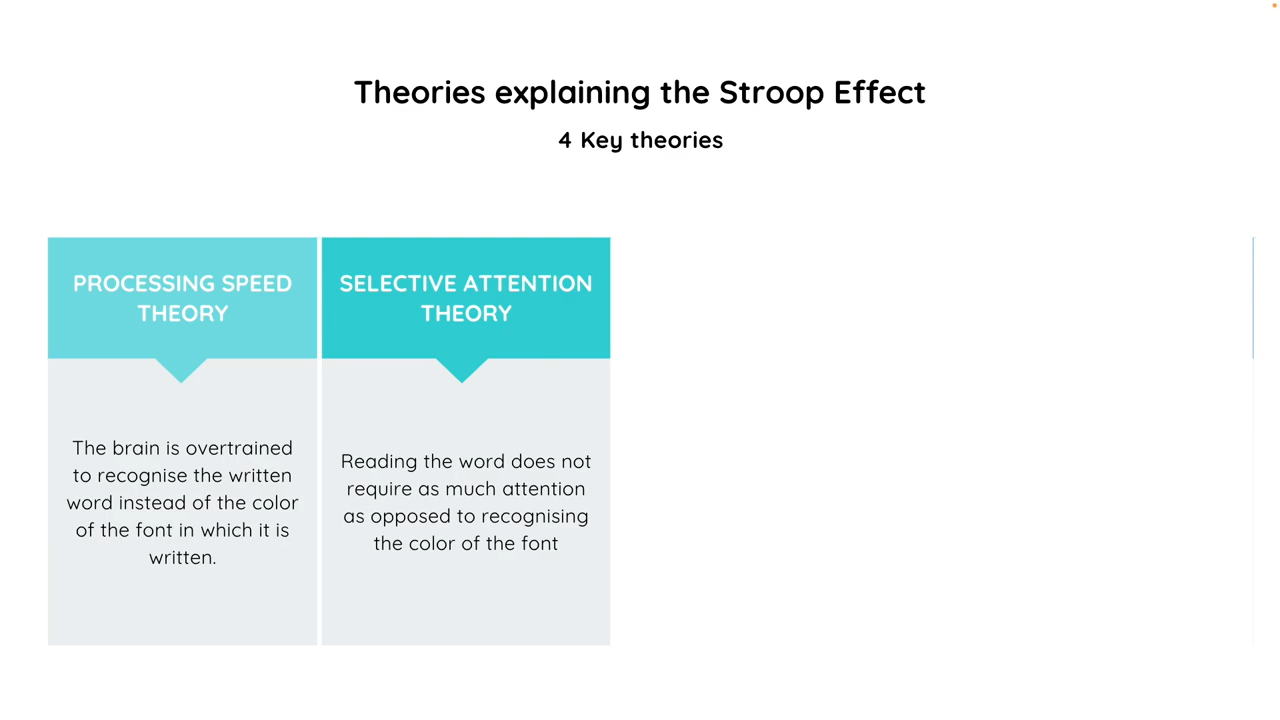 Theories explaining the Stroop Effect
4 Key theories
PROCESSING SPEED
THEORY
The brain is overtrained
to recognise the written
word instead of the color
of the font in which it is
written.
SELECTIVE ATTENTION
THEORY
Reading the word does not
require as much attention
as opposed to recognising
the color of the font